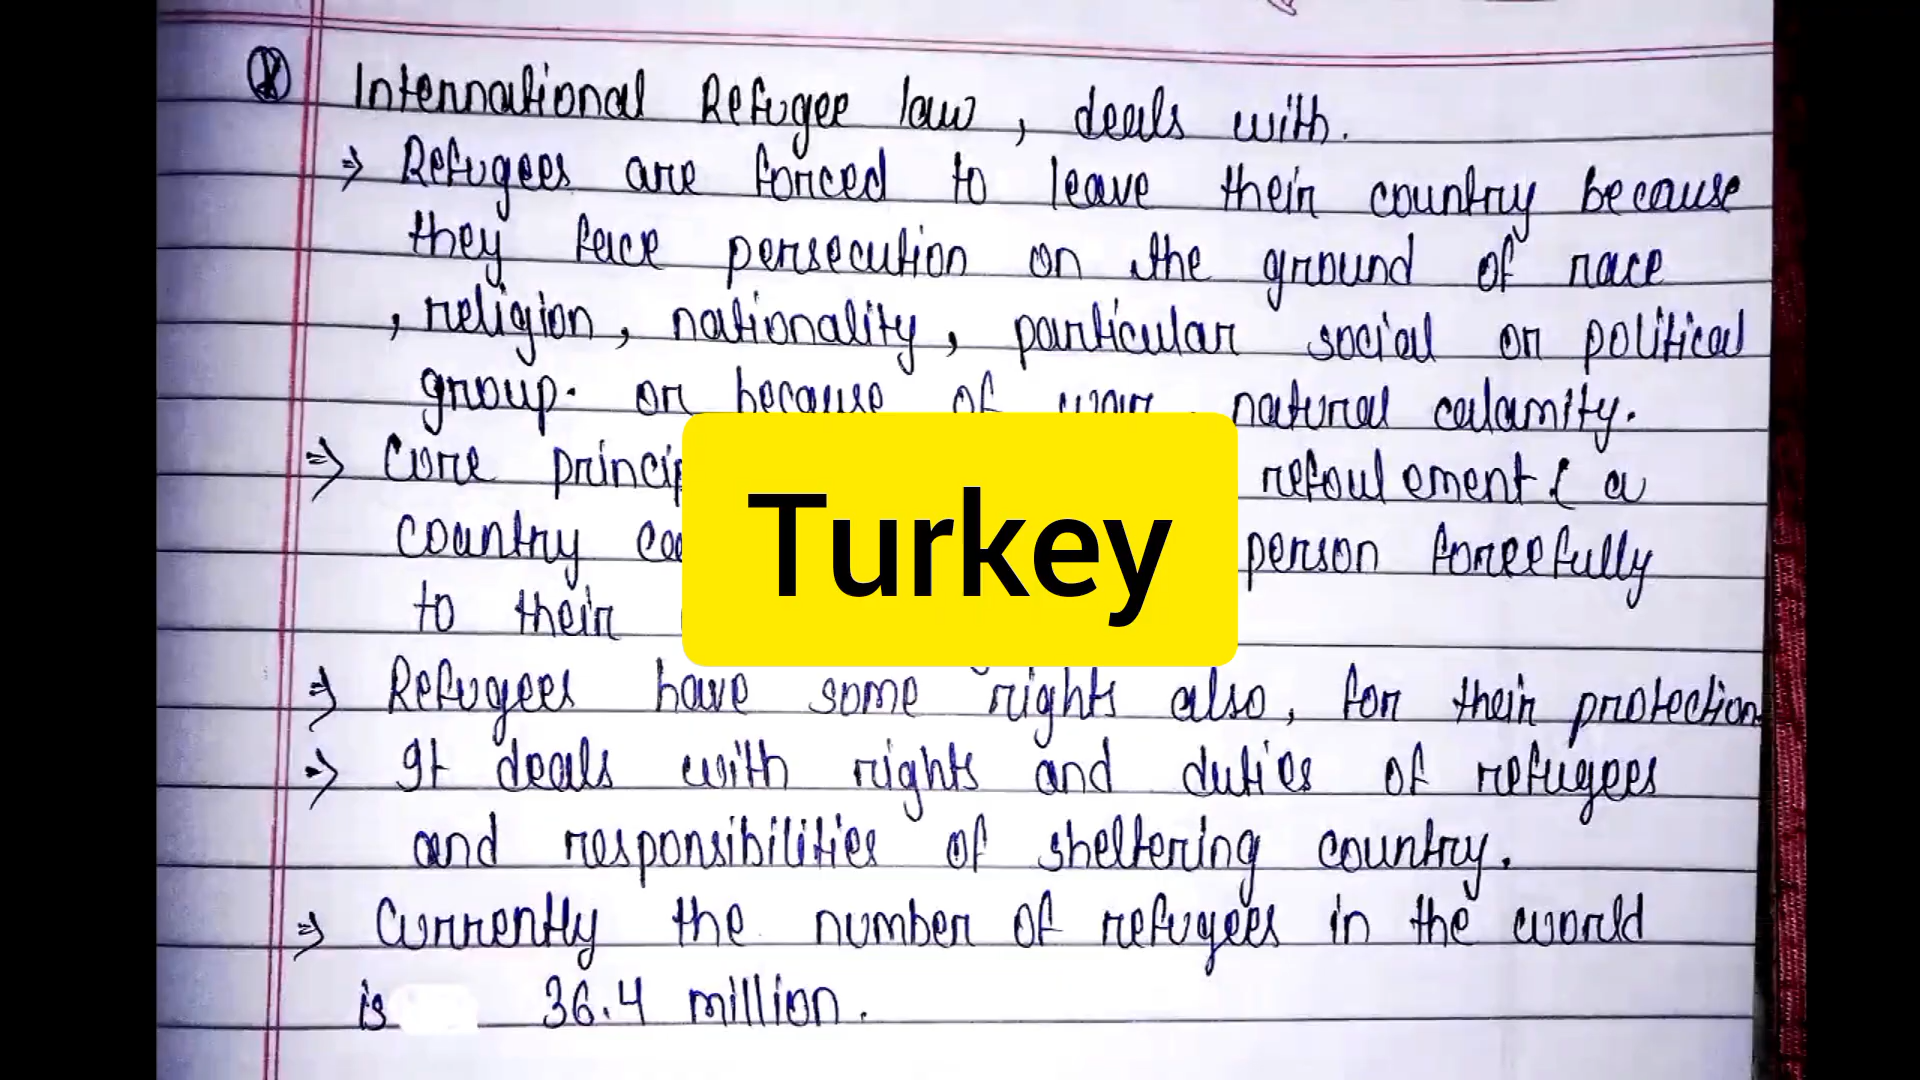 International Refugee law, deals with.
⇒ Refugees are forced to leave their country because
they face persecution on the ground of race
, religion, nationality, particular social or political
group. or because of war, natural calamity.
⇒ Core refoulement ( a
country person forcefully
to their
Turkey
⇒ Refugees have some rights also, for their protection
⇒ It deals with rights and duties of refugees
and responsibilities of sheltering country.
⇒ Currently the number of refugees in the world
is 36.4 million.